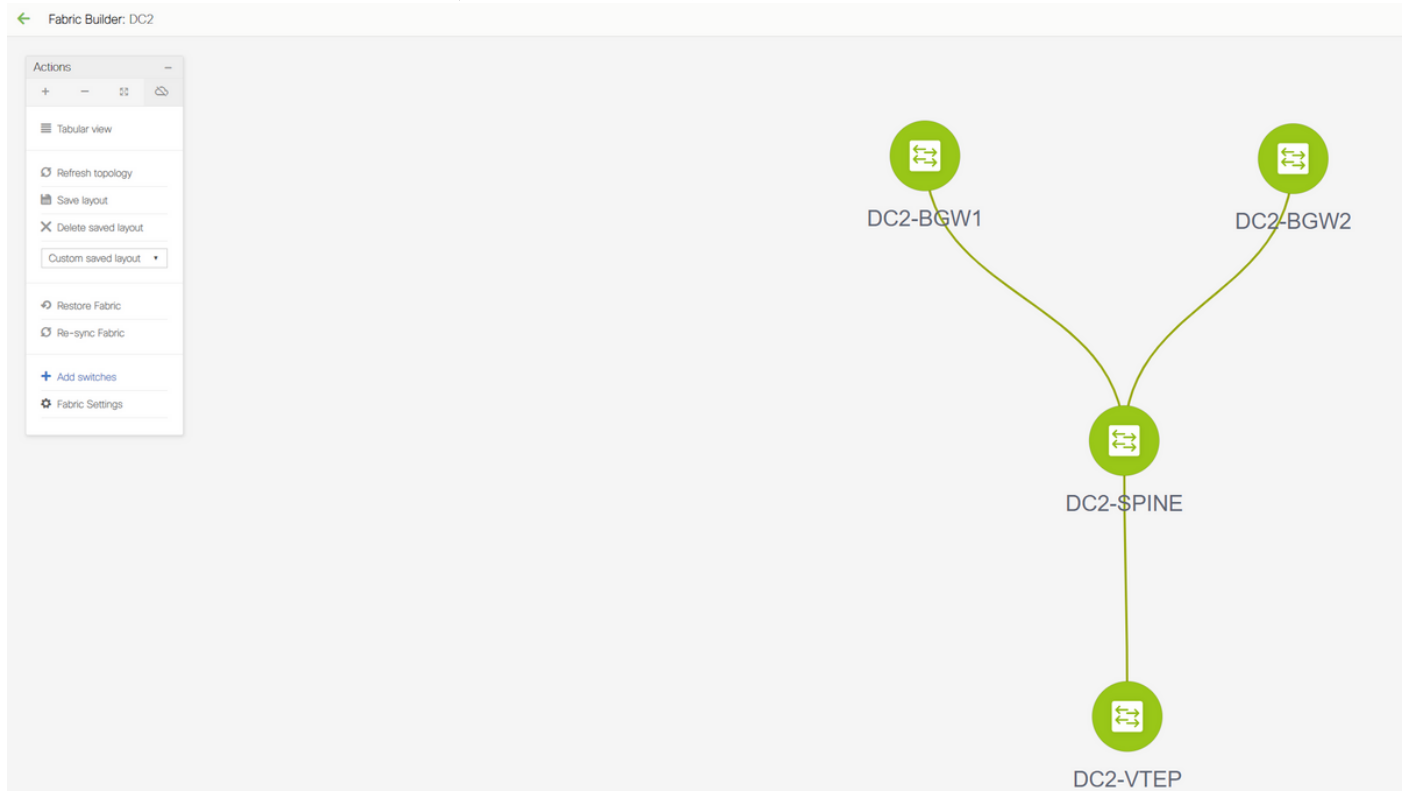 Fabric Builder: DC2
Actions
Tabular view
Refresh topology
Save layout
Delete saved layout
Custom saved layout
Restore Fabric
Re-sync Fabric
Add switches
Fabric Settings
DC2-BGW1
DC2-BGW2
DC2-SPINE
DC2-VTEP